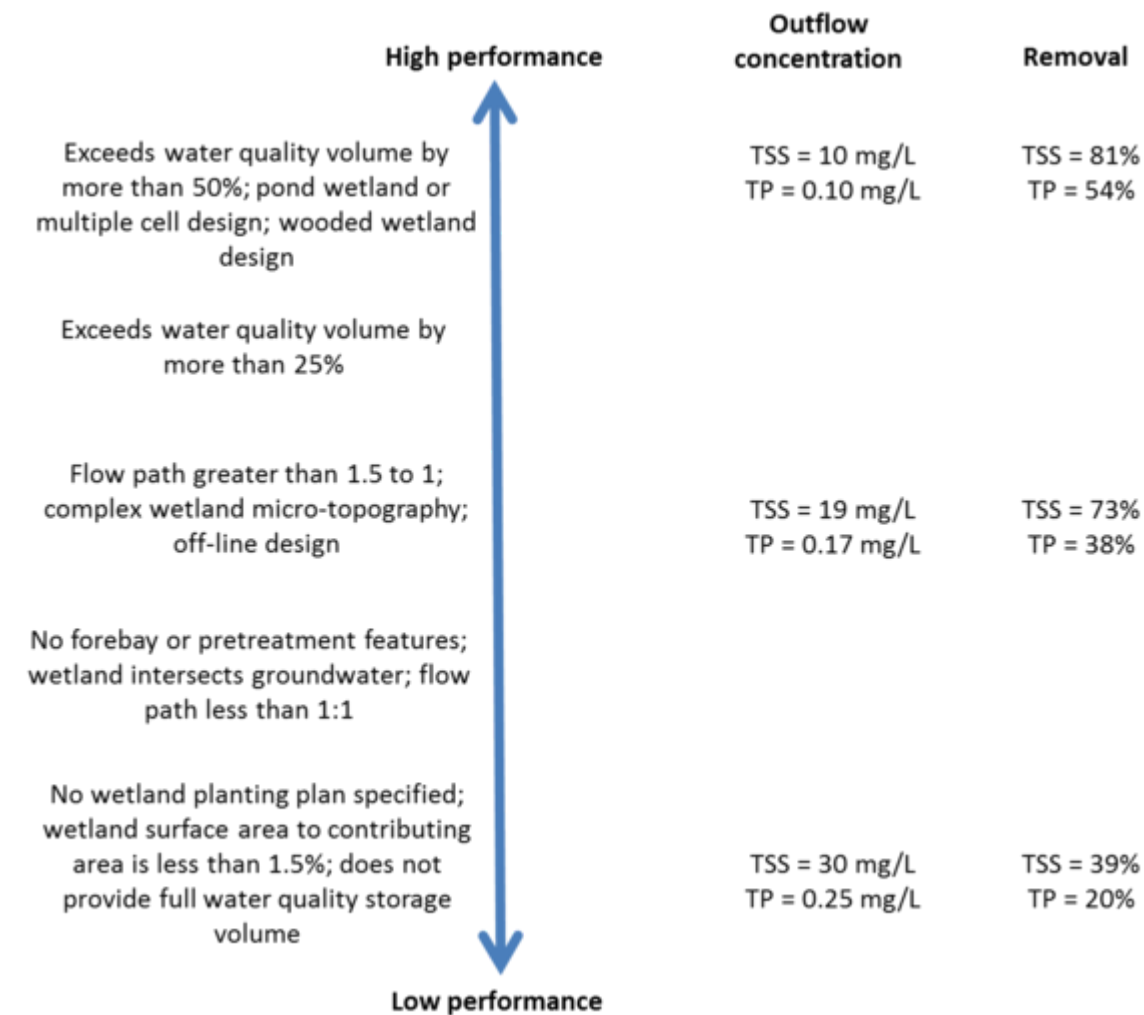 High performance
Outflow
concentration
Removal
Exceeds water quality volume by
more than 50%; pond wetland or
multiple cell design; wooded wetland
design
TSS = 10 mg/L
TP = 0.10 mg/L
TSS = 81%
TP = 54%
Exceeds water quality volume by
more than 25%
Flow path greater than 1.5 to 1;
complex wetland micro-topography;
off-line design
TSS = 19 mg/L
TP = 0.17 mg/L
TSS = 73%
TP = 38%
No forebay or pretreatment features;
wetland intersects groundwater; flow
path less than 1:1
No wetland planting plan specified;
wetland surface area to contributing
area is less than 1.5%; does not
provide full water quality storage
volume
TSS = 30 mg/L
TP = 0.25 mg/L
TSS = 39%
TP = 20%
Low performance